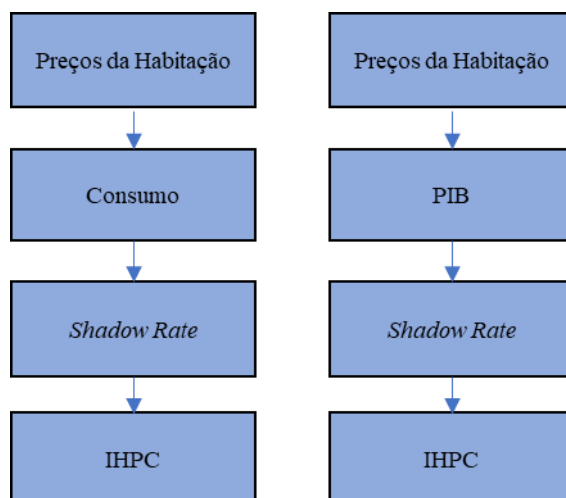 Preços da Habitação
Consumo
Shadow Rate
IHPC
Preços da Habitação
PIB
Shadow Rate
IHPC